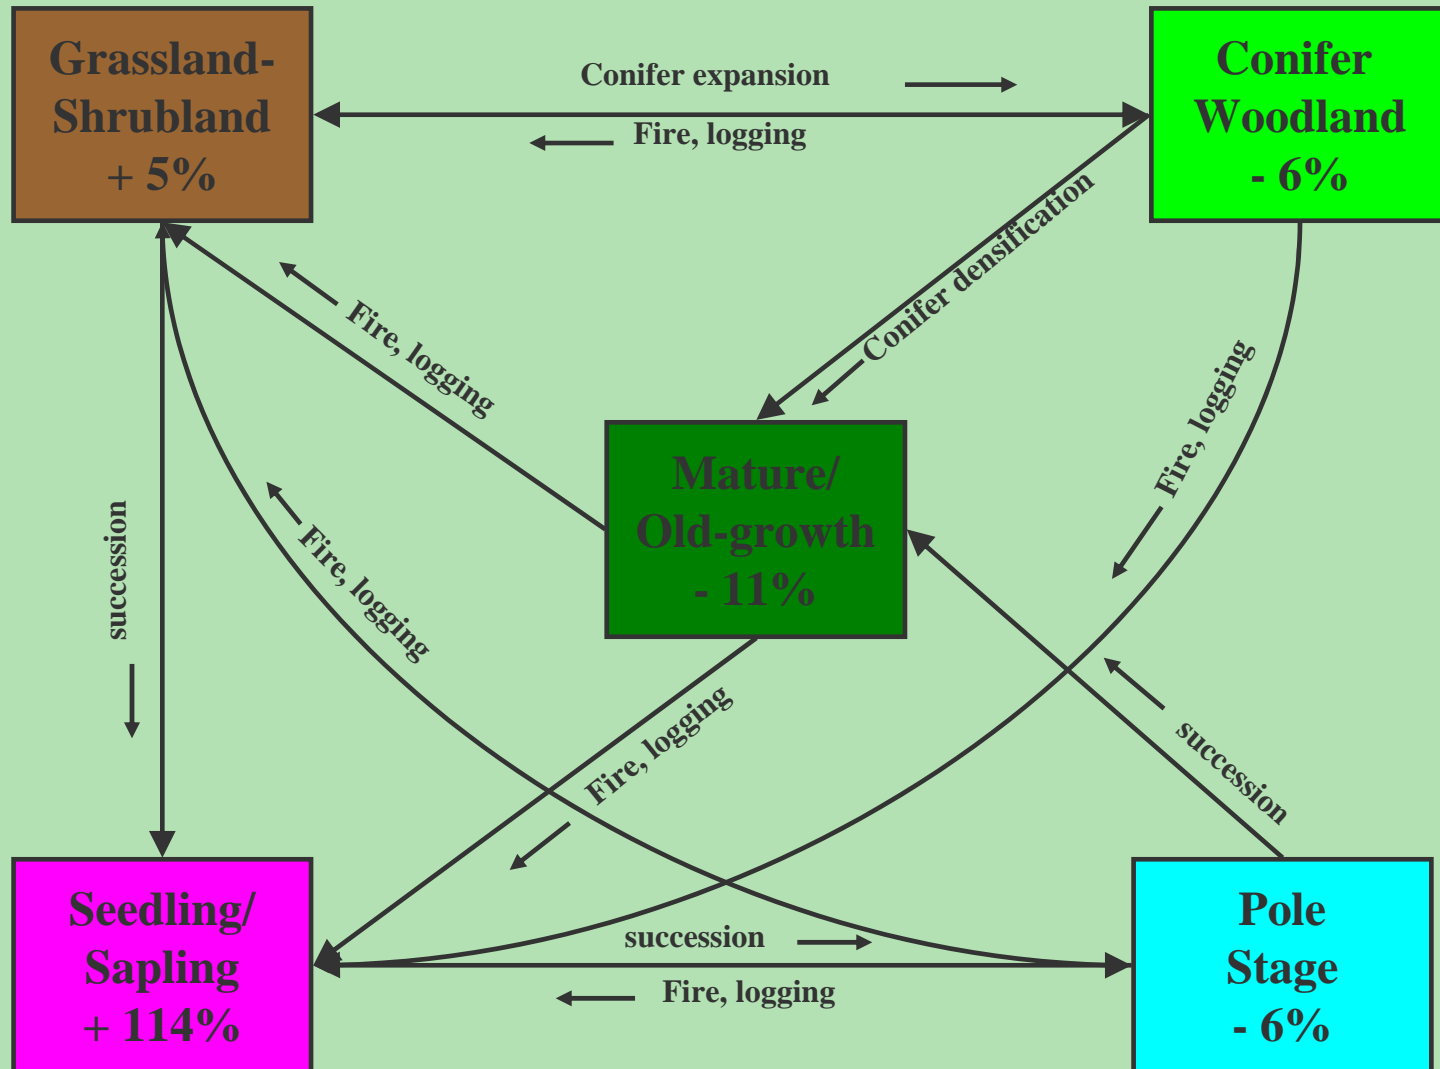 Grassland-
Shrubland
+ 5%
Conifer expansion
Fire, logging
Conifer
Woodland
- 6%
Conifer densification
Fire, logging
Fire, logging
Mature/
Old-growth
- 11%
succession
Fire, logging
Fire, logging
succession
Seedling/
Sapling
+ 114%
succession
Fire, logging
Pole
Stage
- 6%